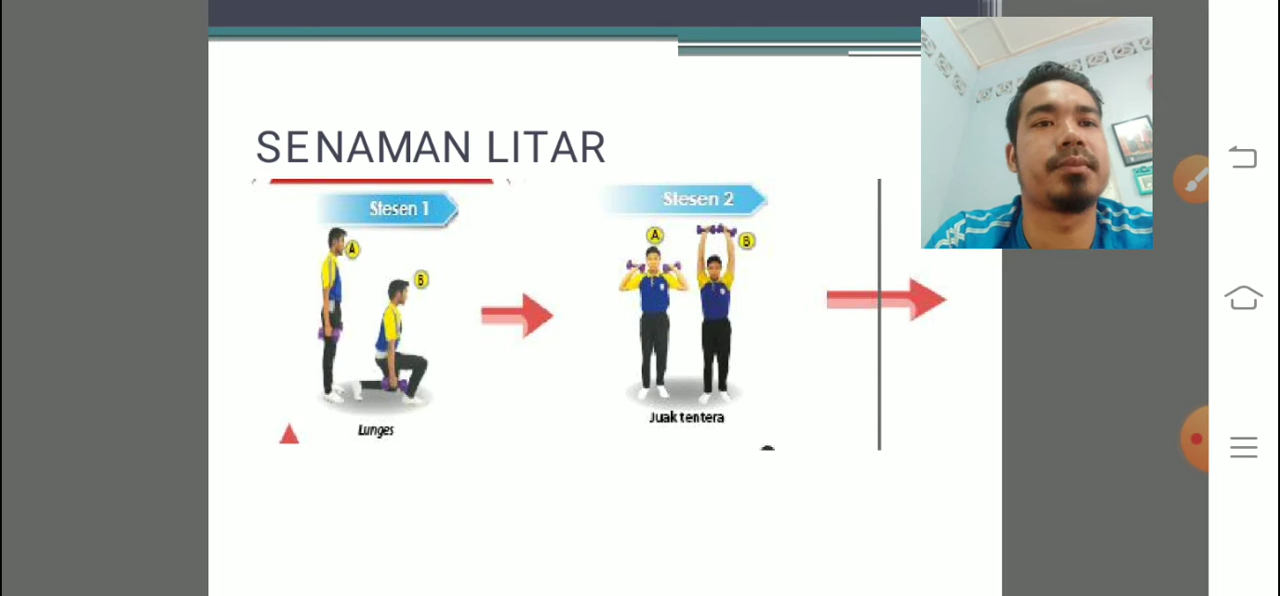 SENAMAN LITAR
Stesen 1
Stesen 2
A
B
A
B
Lunges
Juak tentera